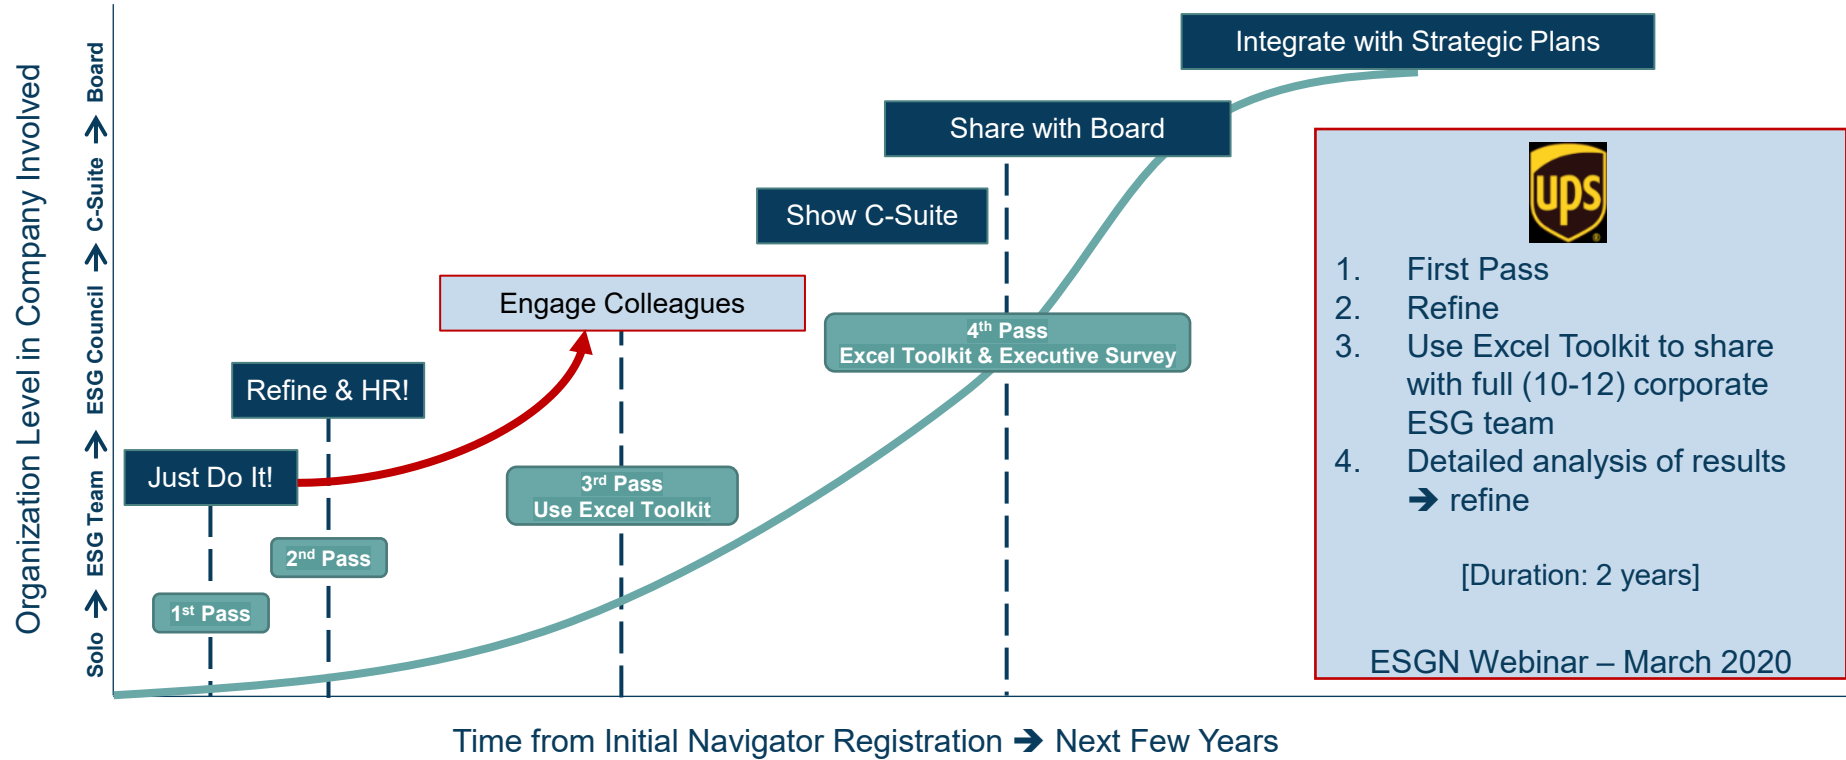 Organization Level in Company Involved
Solo ➔ ESG Team ➔ ESG Council ➔ C-Suite ➔ Board
Integrate with Strategic Plans
Share with Board
Show C-Suite
Engage Colleagues
Refine & HR!
Just Do It!
1st Pass
2nd Pass
3rd Pass
Use Excel Toolkit
4th Pass
Excel Toolkit & Executive Survey
ups
®
1. First Pass
2. Refine
3. Use Excel Toolkit to share
with full (10-12) corporate
ESG team
4. Detailed analysis of results
➔ refine
[Duration: 2 years]
ESGN Webinar – March 2020
Time from Initial Navigator Registration ➔ Next Few Years